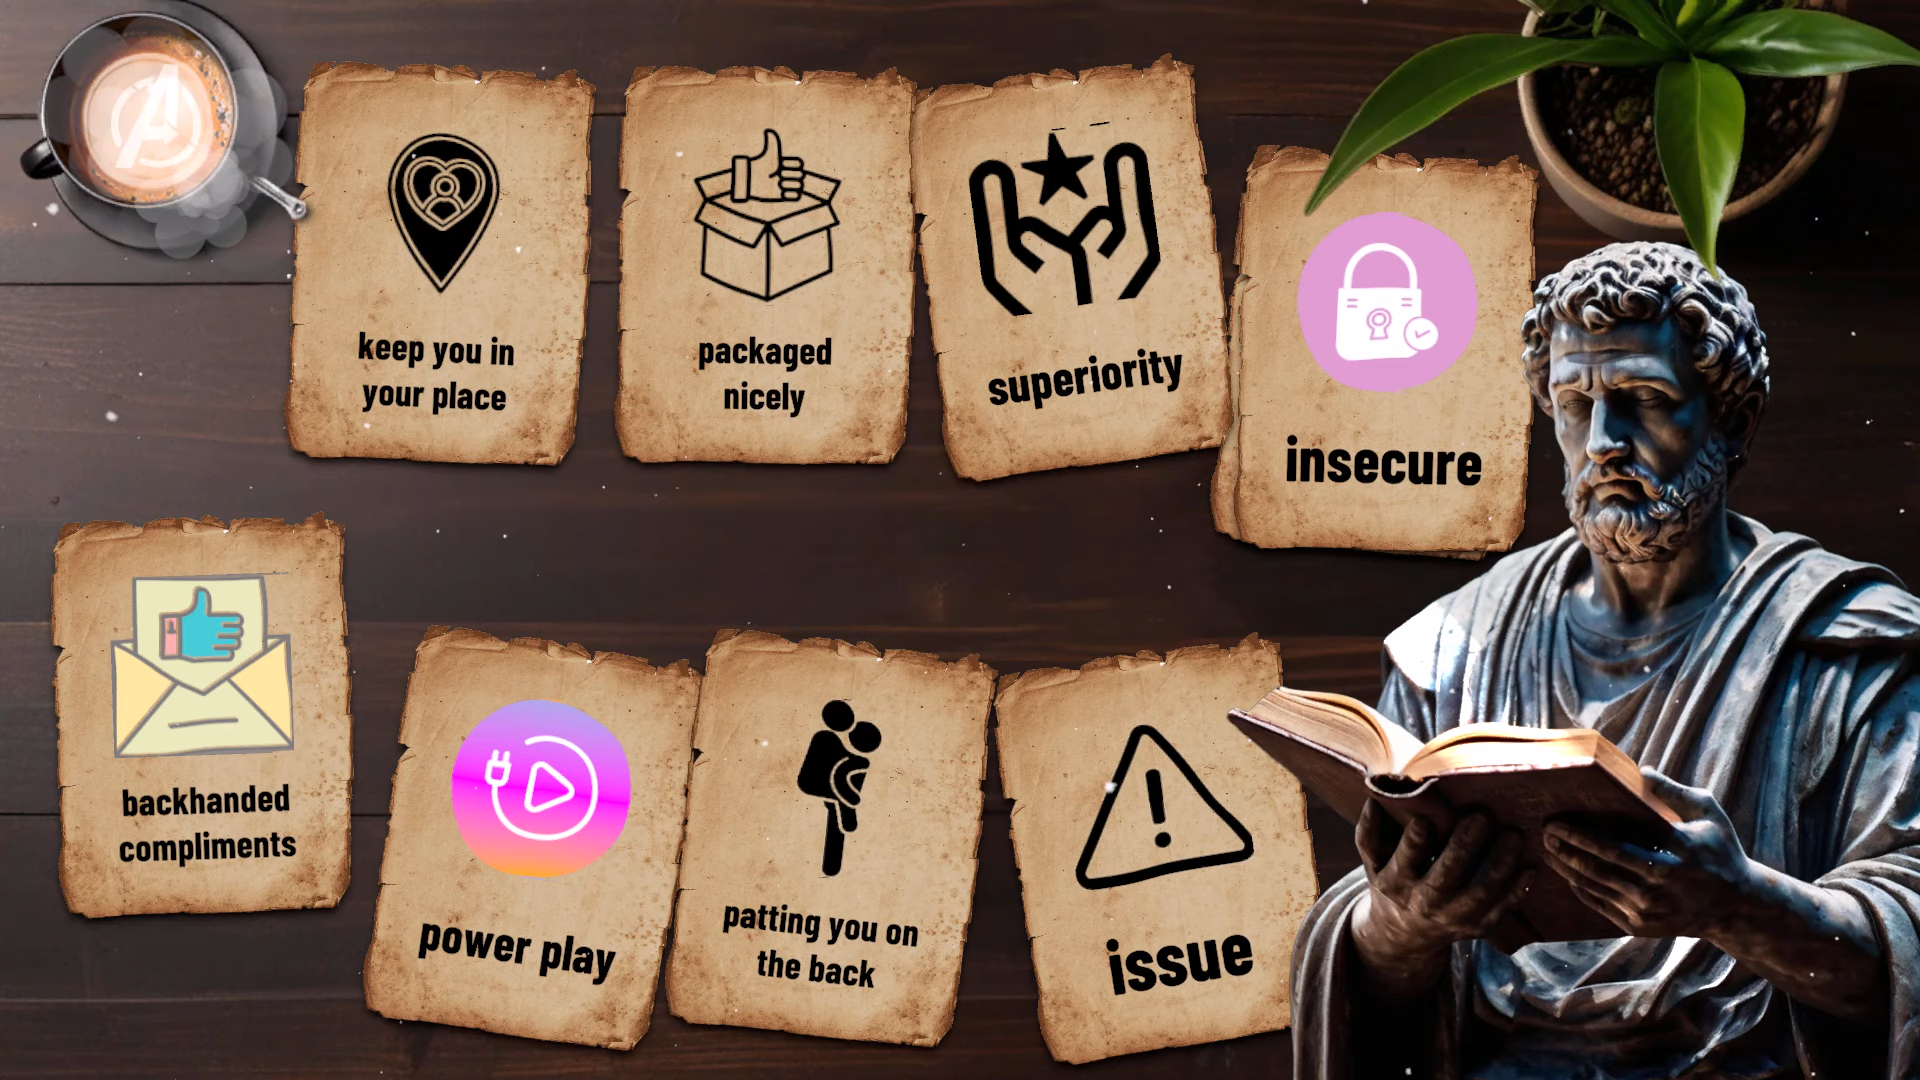 keep you in
your place
packaged
nicely
superiority
insecure
backhanded
compliments
power play
patting you on
the back
issue